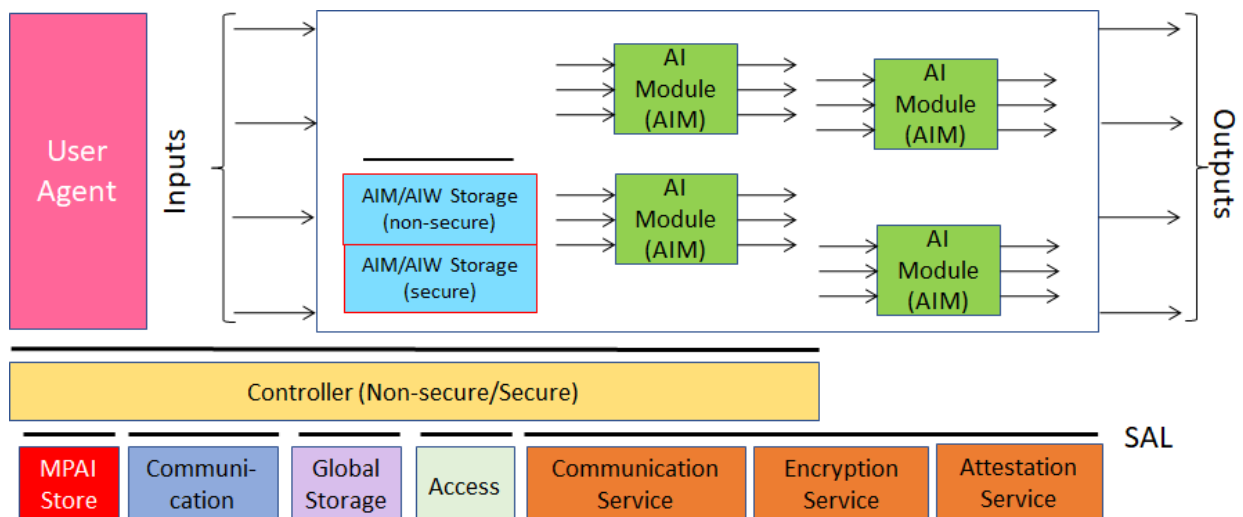 User
Agent
Inputs
AIM/AIW Storage
(non-secure)
AIM/AIW Storage
(secure)
AI
Module
(AIM)
AI
Module
(AIM)
AI
Module
(AIM)
AI
Module
(AIM)
Outputs
Controller (Non-secure/Secure)
SAL
MPAI
Store
Communi-
cation
Global
Storage
Access
Communication
Service
Encryption
Service
Attestation
Service